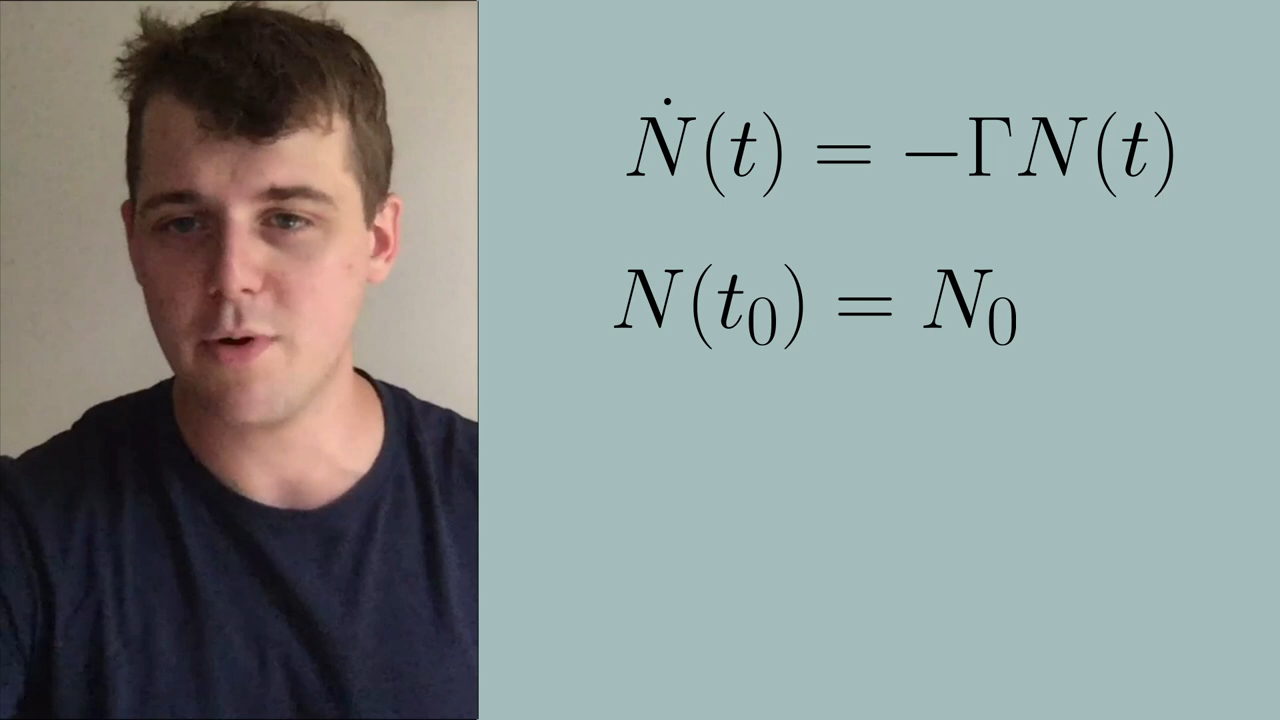 Ṅ(t) = −ΓN(t)
N(t₀) = N₀